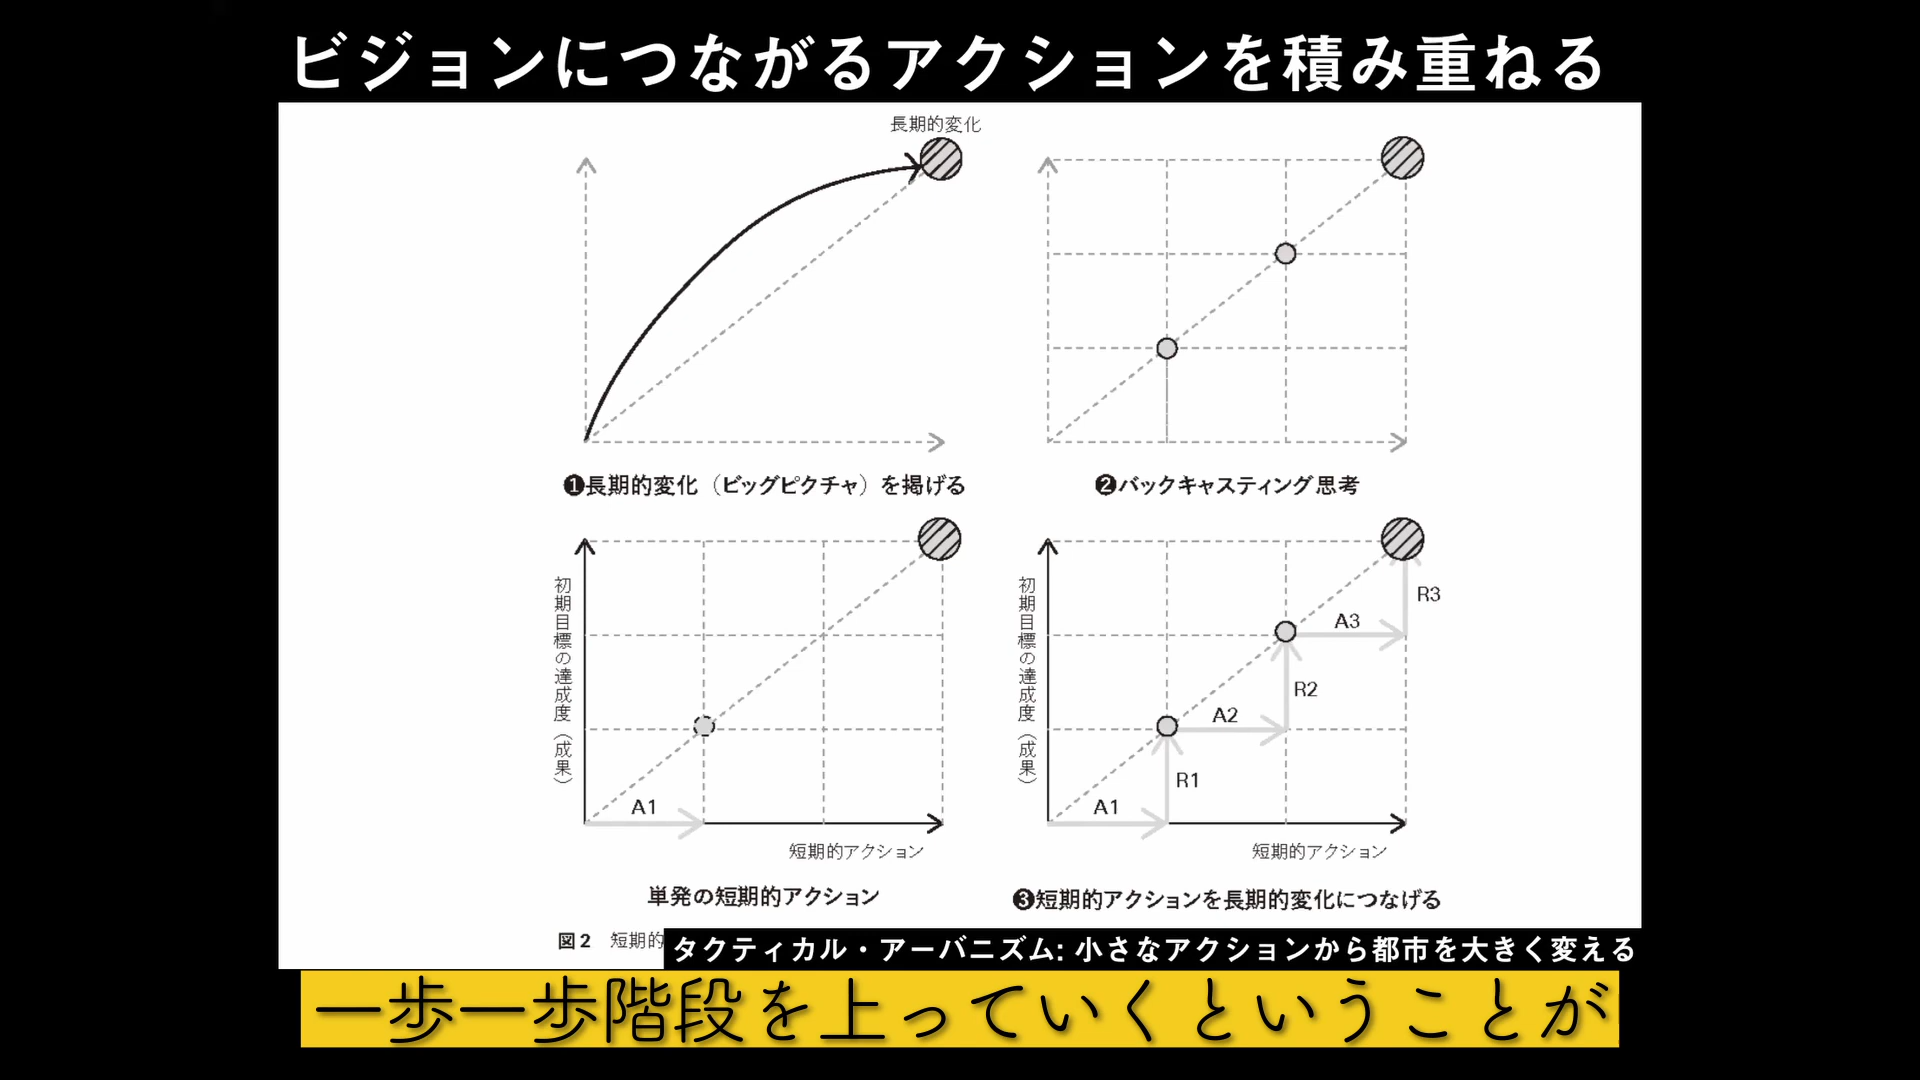 ビジョンにつながるアクションを積み重ねる
長期的変化
❶長期的変化（ビッグピクチャ）を掲げる
❷バックキャスティング思考
初期目標の達成度（成果）
A1
短期的アクション
単発の短期的アクション
初期目標の達成度（成果）
A1
R1
A2
R2
A3
R3
短期的アクション
❸短期的アクションを長期的変化につなげる
図2 短期的
タクティカル・アーバニズム: 小さなアクションから都市を大きく変える
一歩一歩階段を上っていくということが